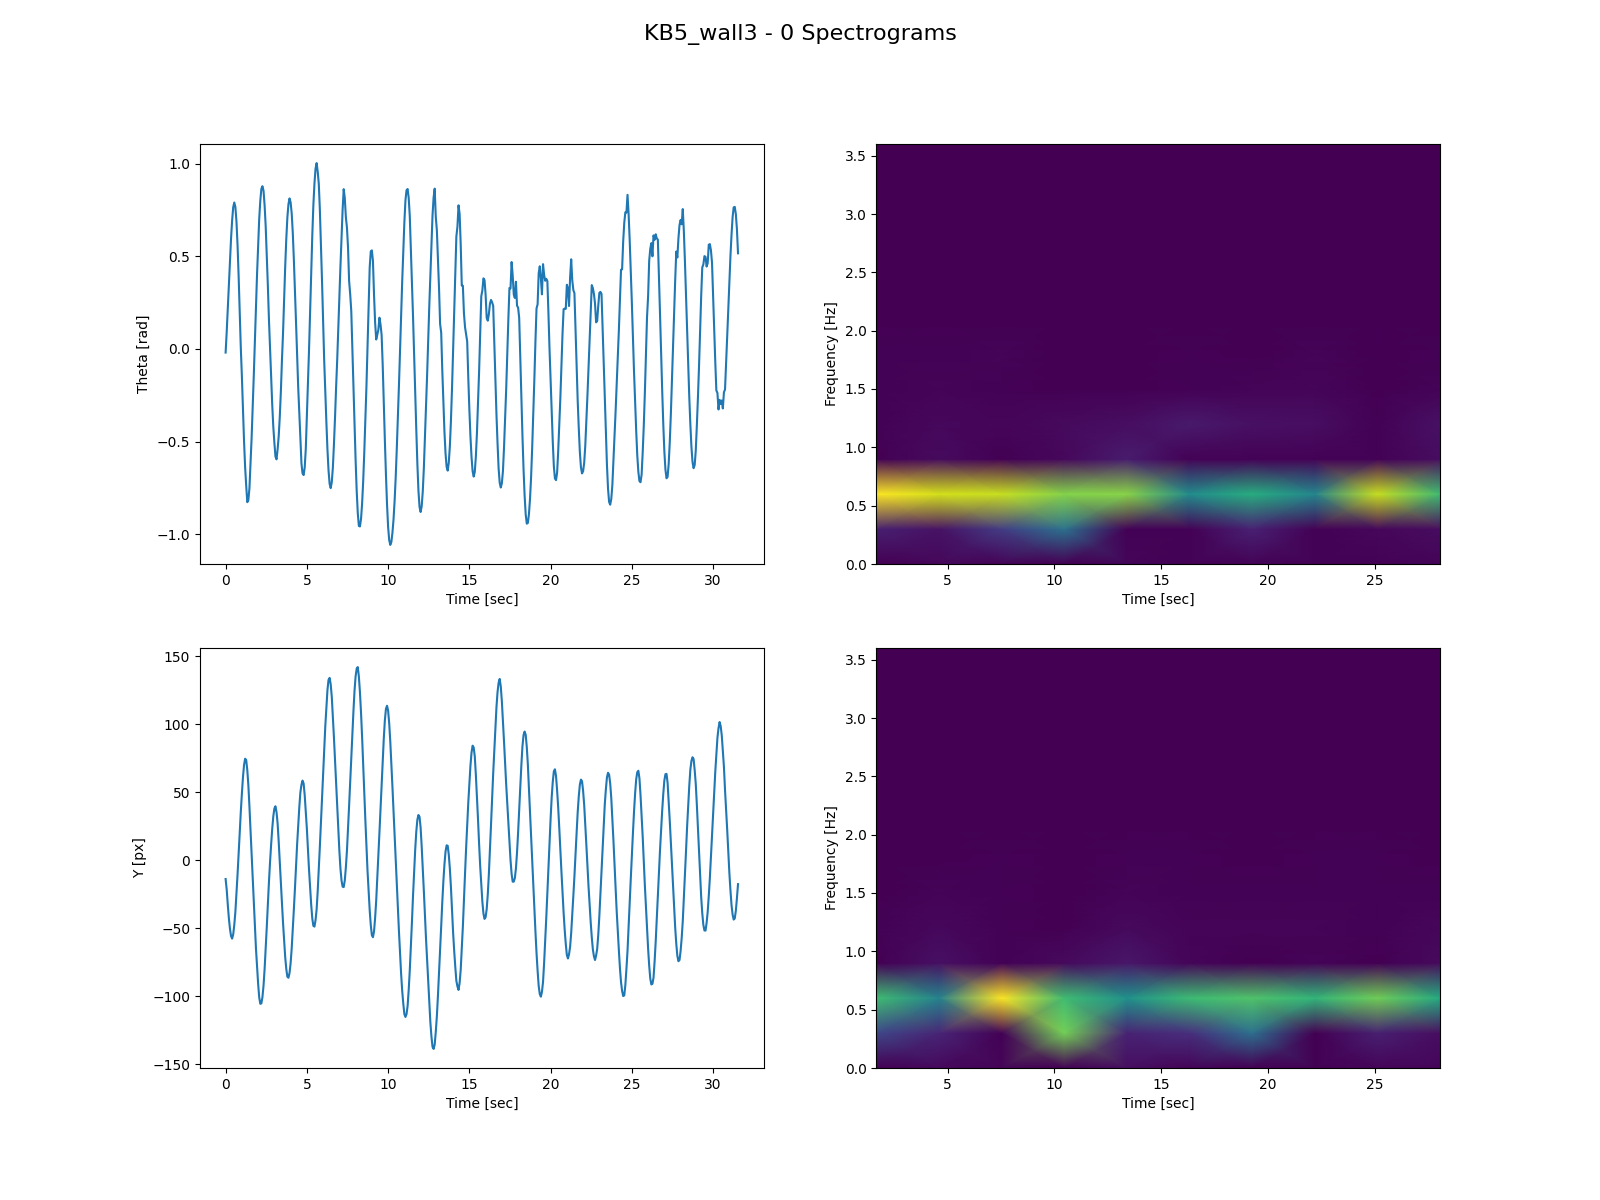 KB5_wall3 - 0 Spectrograms
Theta [rad]
1.0
0.5
0.0
−0.5
−1.0
0 5 10 15 20 25 30
Time [sec]
Frequency [Hz]
3.5
3.0
2.5
2.0
1.5
1.0
0.5
0.0
5 10 15 20 25
Time [sec]
Y [px]
150
100
50
0
−50
−100
−150
0 5 10 15 20 25 30
Time [sec]
Frequency [Hz]
3.5
3.0
2.5
2.0
1.5
1.0
0.5
0.0
5 10 15 20 25
Time [sec]